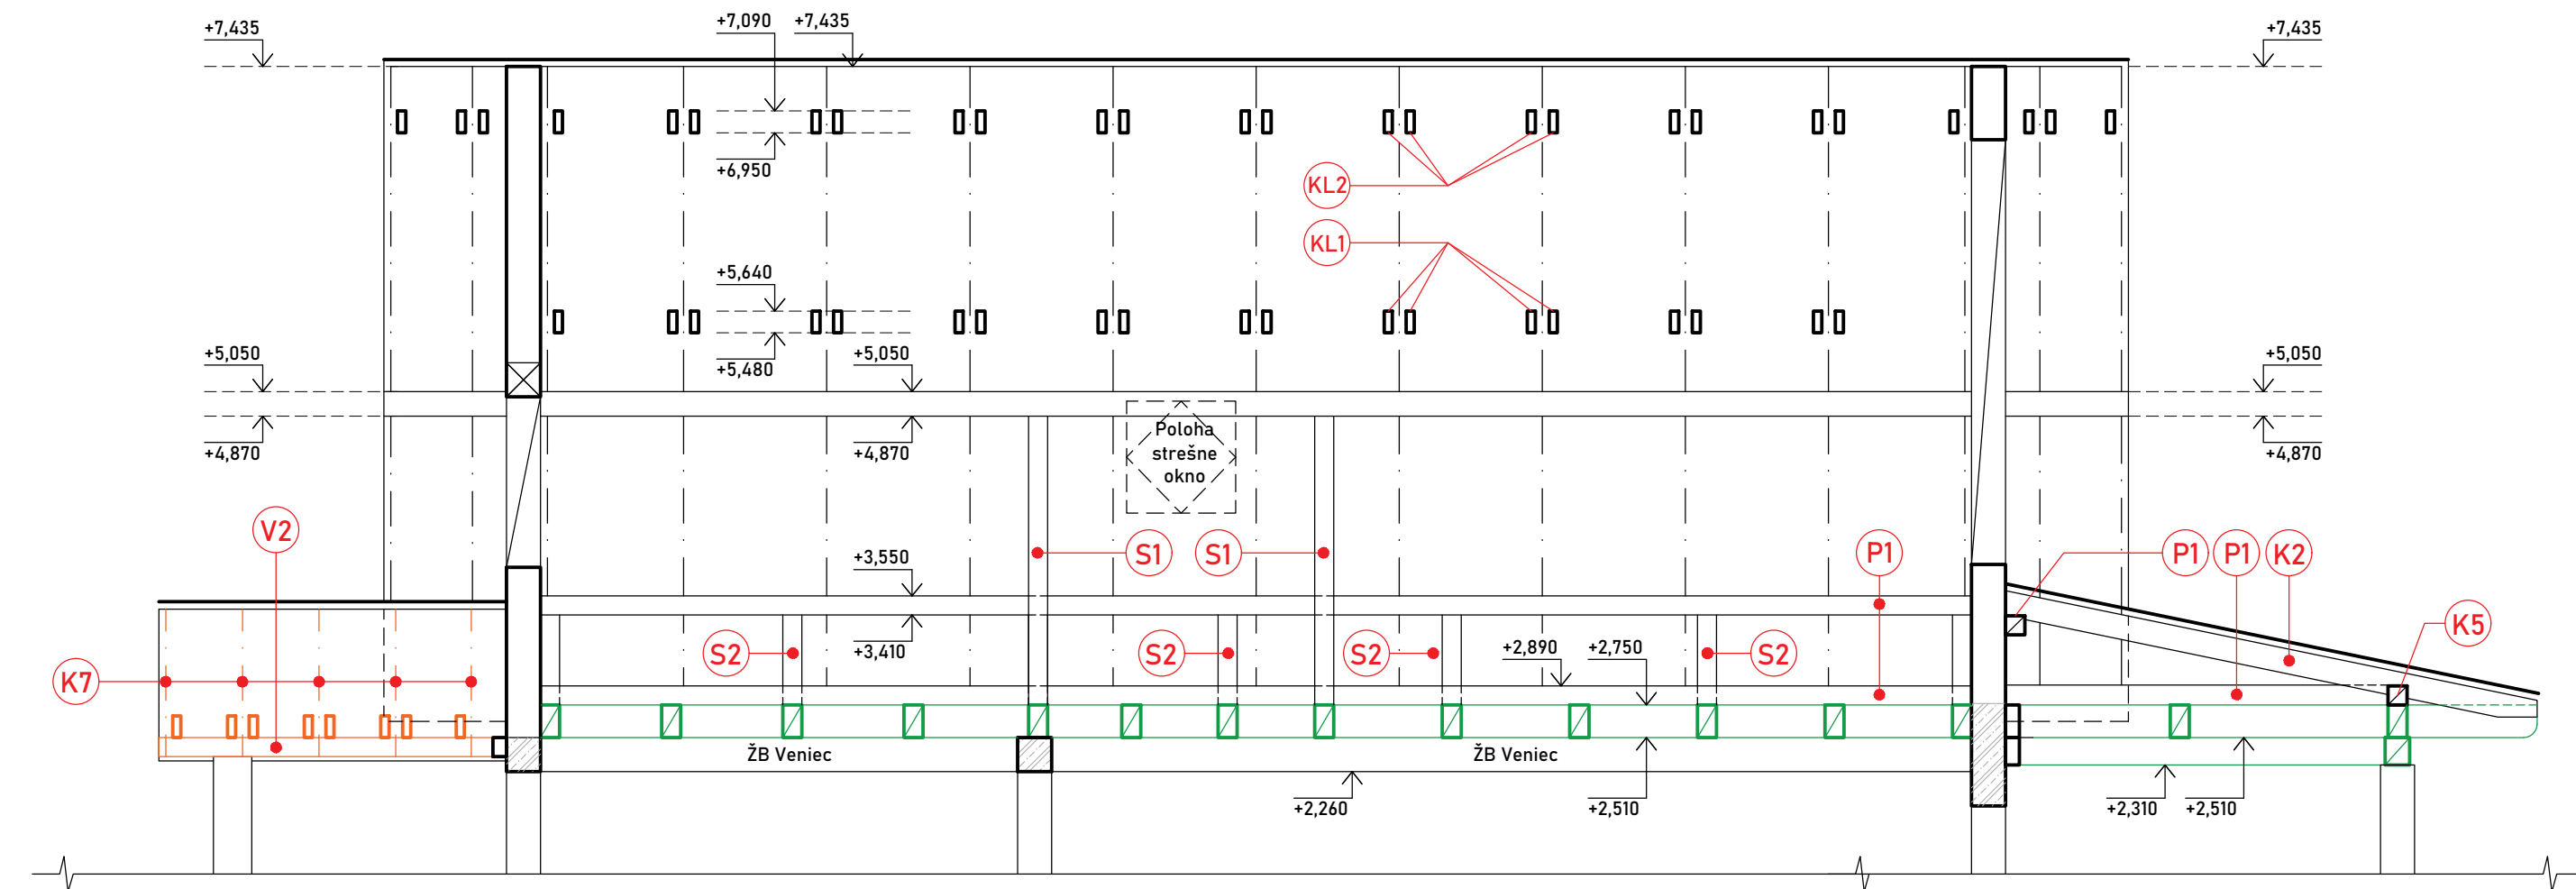 +7,435
+7,090
+7,435
+7,435
+6,950
KL2
KL1
+5,640
+5,480
+5,050
+5,050
+5,050
+4,870
+4,870
+4,870
Poloha
strešne
okno
V2
S1
S1
P1
P1
P1
K2
+3,550
+3,410
S2
S2
S2
S2
+2,890
+2,750
K5
K7
ŽB Veniec
ŽB Veniec
+2,260
+2,510
+2,310
+2,510